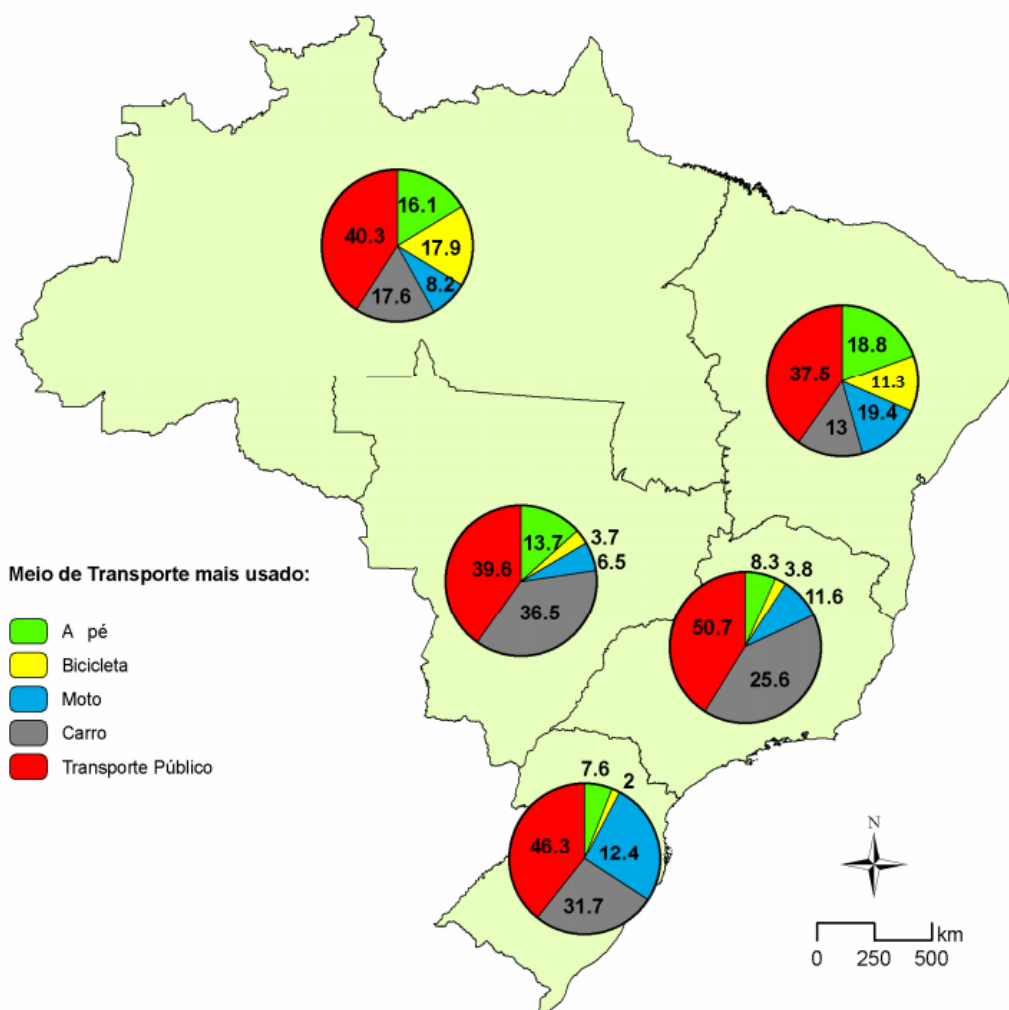 16.1
40.3
17.9
8.2
17.6
18.8
37.5
11.3
19.4
13
13.7
3.7
39.6
6.5
36.5
8.3
3.8
11.6
50.7
25.6
Meio de Transporte mais usado:
A pé
Bicicleta
Moto
Carro
Transporte Público
7.6
2
46.3
12.4
31.7
N
km
0 250 500